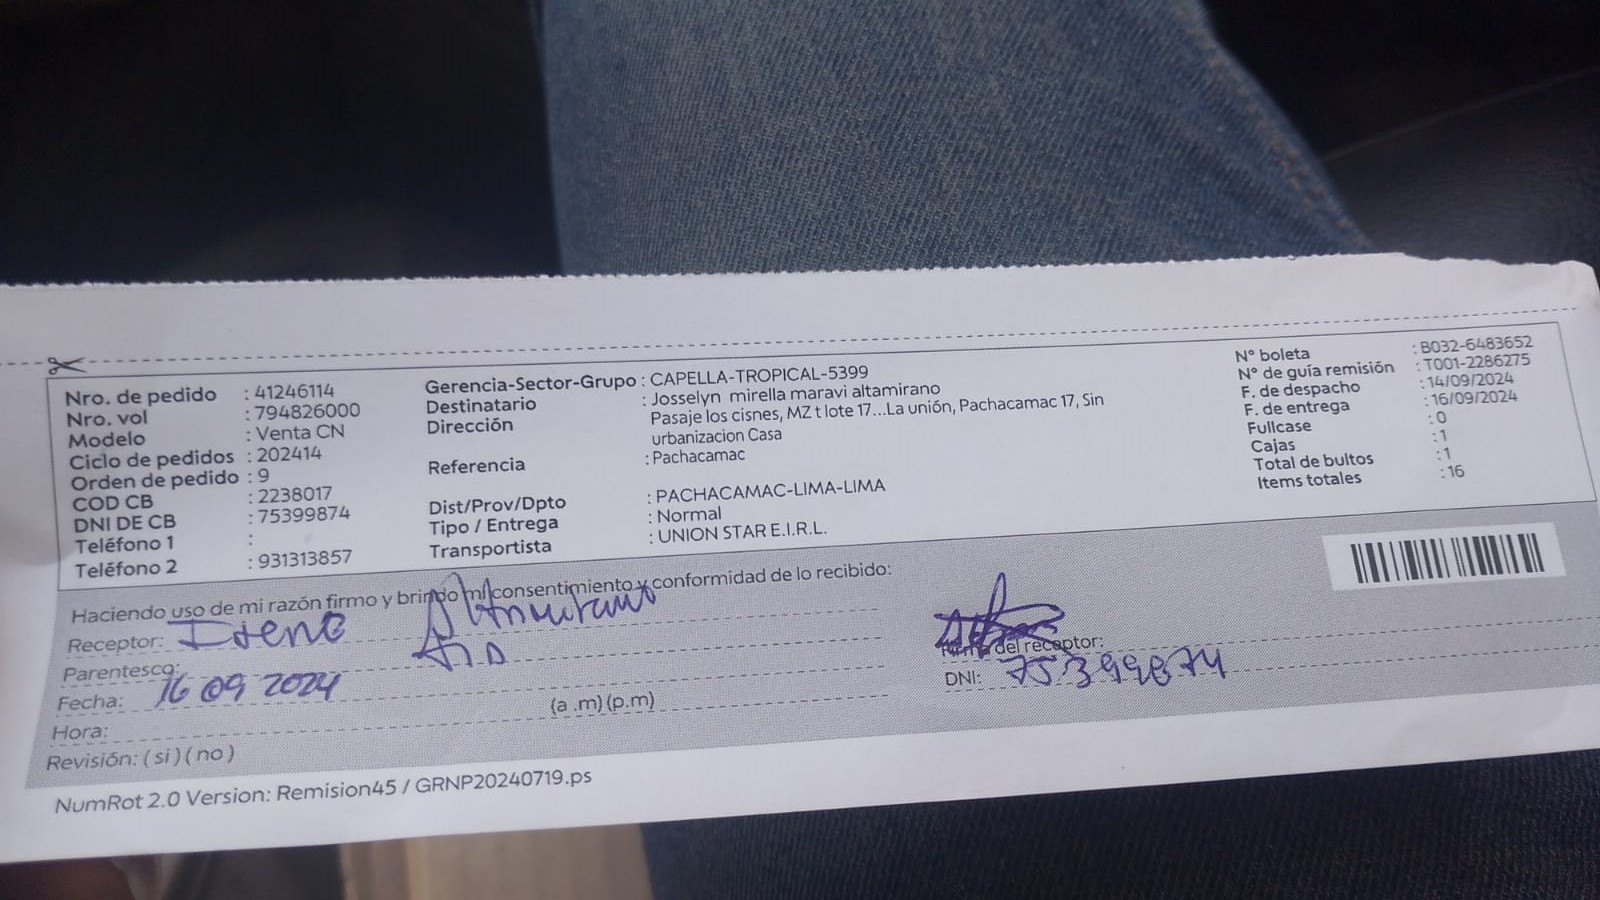 Nro. de pedido : 41246114
Nro. vol : 794826000
Modelo : Venta CN
Ciclo de pedidos : 202414
Orden de pedido : 9
COD CB : 2238017
DNI DE CB : 75399874
Teléfono 1 :
Teléfono 2 : 931313857
Gerencia-Sector-Grupo : CAPELLA-TROPICAL-5399
Destinatario : Josselyn mirella maravi altamirano
Dirección : Pasaje los cisnes, MZ t lote 17...La unión, Pachacamac 17, Sin
urbanizacion Casa
Referencia : Pachacamac
Dist/Prov/Dpto : PACHACAMAC-LIMA-LIMA
Tipo / Entrega : Normal
Transportista : UNION STAR E.I.R.L.
N° boleta : B032-6483652
N° de guía remisión : T001-2286275
F. de despacho : 14/09/2024
F. de entrega : 16/09/2024
Fullcase : 0
Cajas : 1
Total de bultos : 1
Items totales : 16
Haciendo uso de mi razón firmo y brindo mi consentimiento y conformidad de lo recibido:
Receptor: Irene Altamirano
Parentesco:
Fecha: 16 09 2024
Hora: (a .m) (p.m)
Revisión: ( si ) ( no )
Firma del receptor:
DNI: 75399874
NumRot 2.0 Version: Remision45 / GRNP20240719.ps